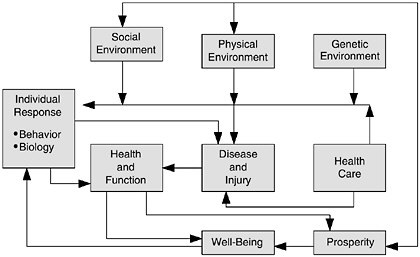 Social
Environment
Physical
Environment
Genetic
Environment
Individual
Response
•Behavior
•Biology
Health
and
Function
Disease
and
Injury
Health
Care
Well-Being
Prosperity